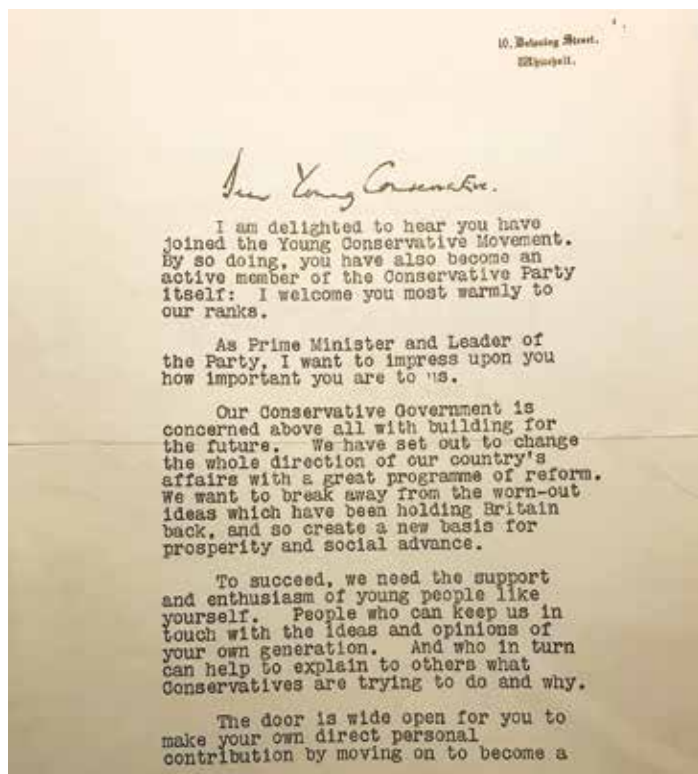 10, Downing Street,
Whitehall.
Dear Young Conservative.
I am delighted to hear you have
joined the Young Conservative Movement.
By so doing, you have also become an
active member of the Conservative Party
itself: I welcome you most warmly to
our ranks.
As Prime Minister and Leader of
the Party, I want to impress upon you
how important you are to us.
Our Conservative Government is
concerned above all with building for
the future. We have set out to change
the whole direction of our country's
affairs with a great programme of reform.
We want to break away from the worn-out
ideas which have been holding Britain
back, and so create a new basis for
prosperity and social advance.
To succeed, we need the support
and enthusiasm of young people like
yourself. People who can keep us in
touch with the ideas and opinions of
your own generation. And who in turn
can help to explain to others what
Conservatives are trying to do and why.
The door is wide open for you to
make your own direct personal
contribution by moving on to become a